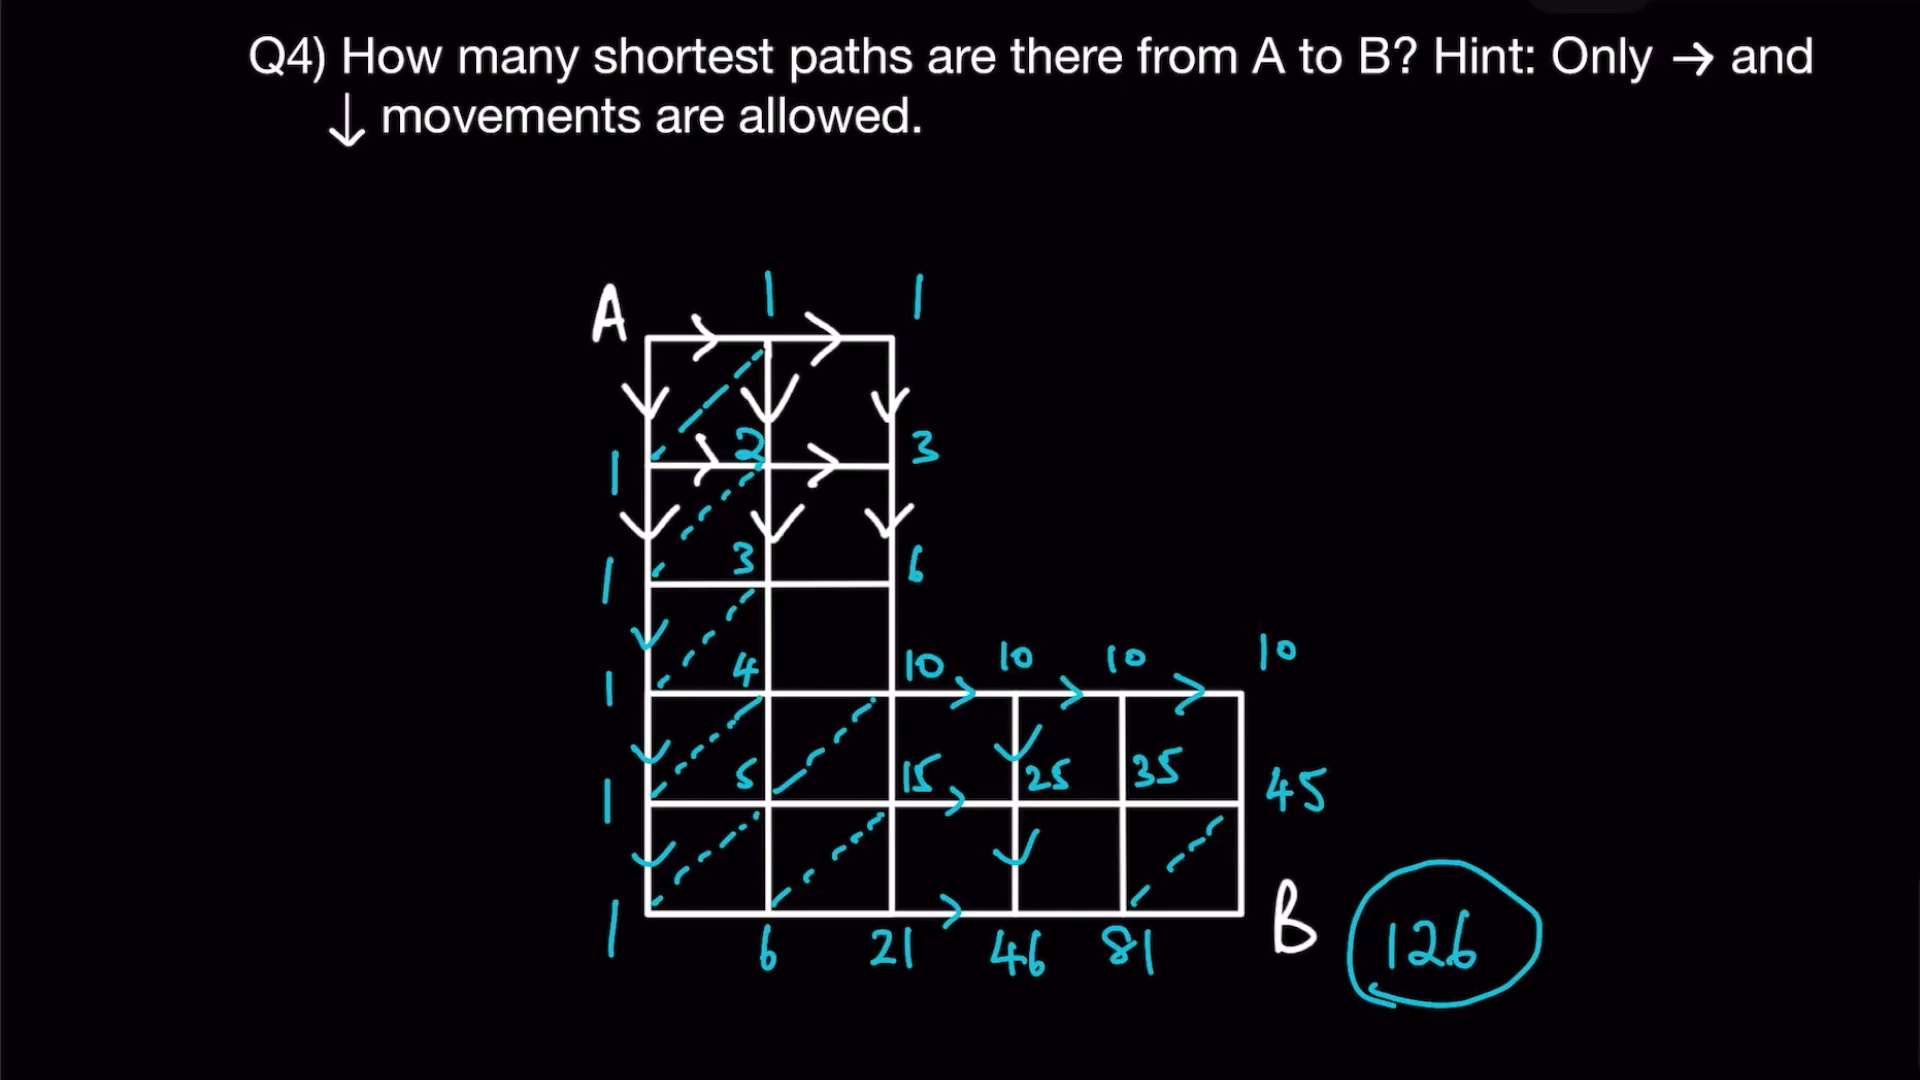 Q4) How many shortest paths are there from A to B? Hint: Only → and
↓ movements are allowed.
1 1
A
1 2 3
1 3 6
1 4 10 10 10 10
1 5 15 25 35 45
1 6 21 46 81 B 126